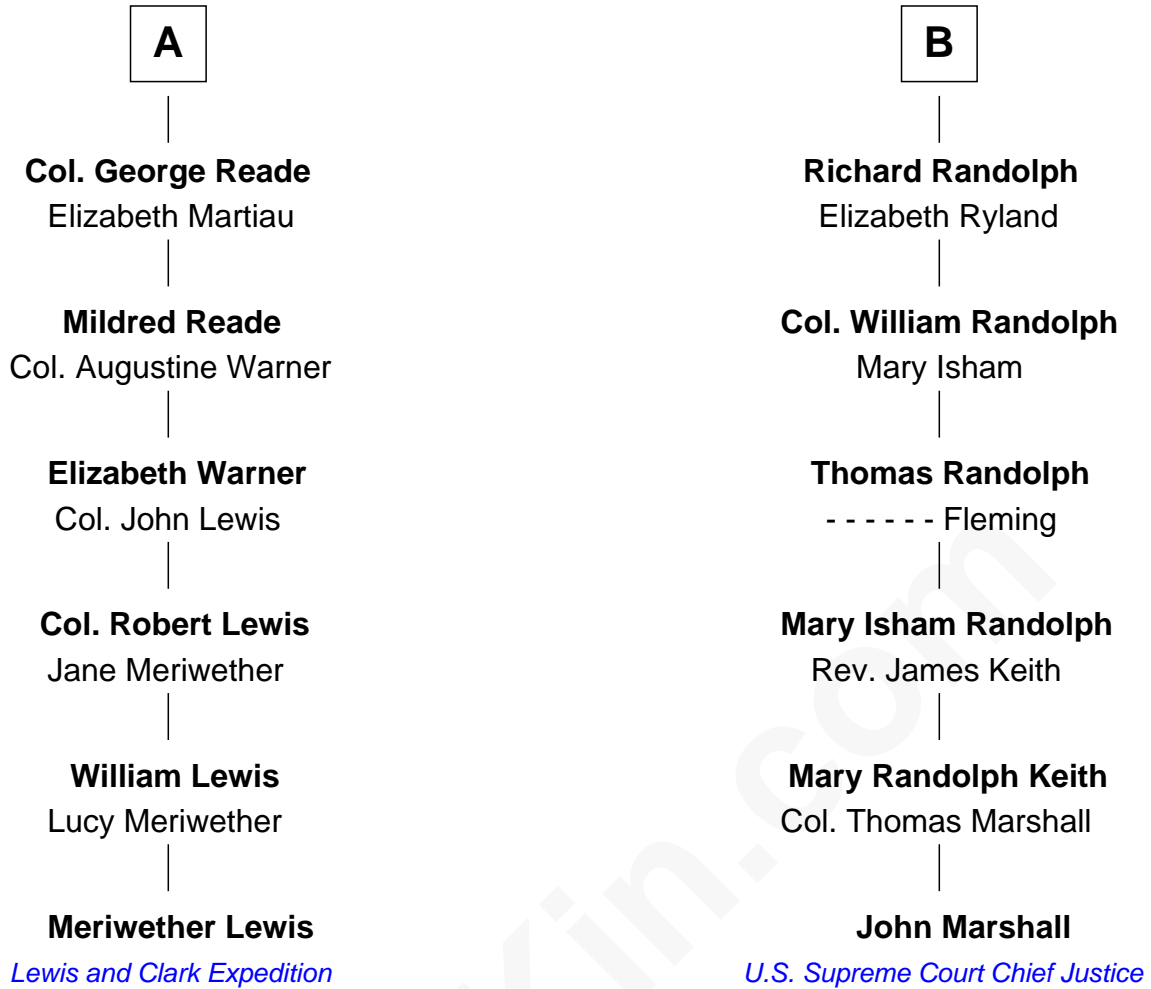 A
Col. George Reade
Elizabeth Martiau
Mildred Reade
Col. Augustine Warner
Elizabeth Warner
Col. John Lewis
Col. Robert Lewis
Jane Meriwether
William Lewis
Lucy Meriwether
Meriwether Lewis
Lewis and Clark Expedition
B
Richard Randolph
Elizabeth Ryland
Col. William Randolph
Mary Isham
Thomas Randolph
- - - - - - Fleming
Mary Isham Randolph
Rev. James Keith
Mary Randolph Keith
Col. Thomas Marshall
John Marshall
U.S. Supreme Court Chief Justice
Kin.com